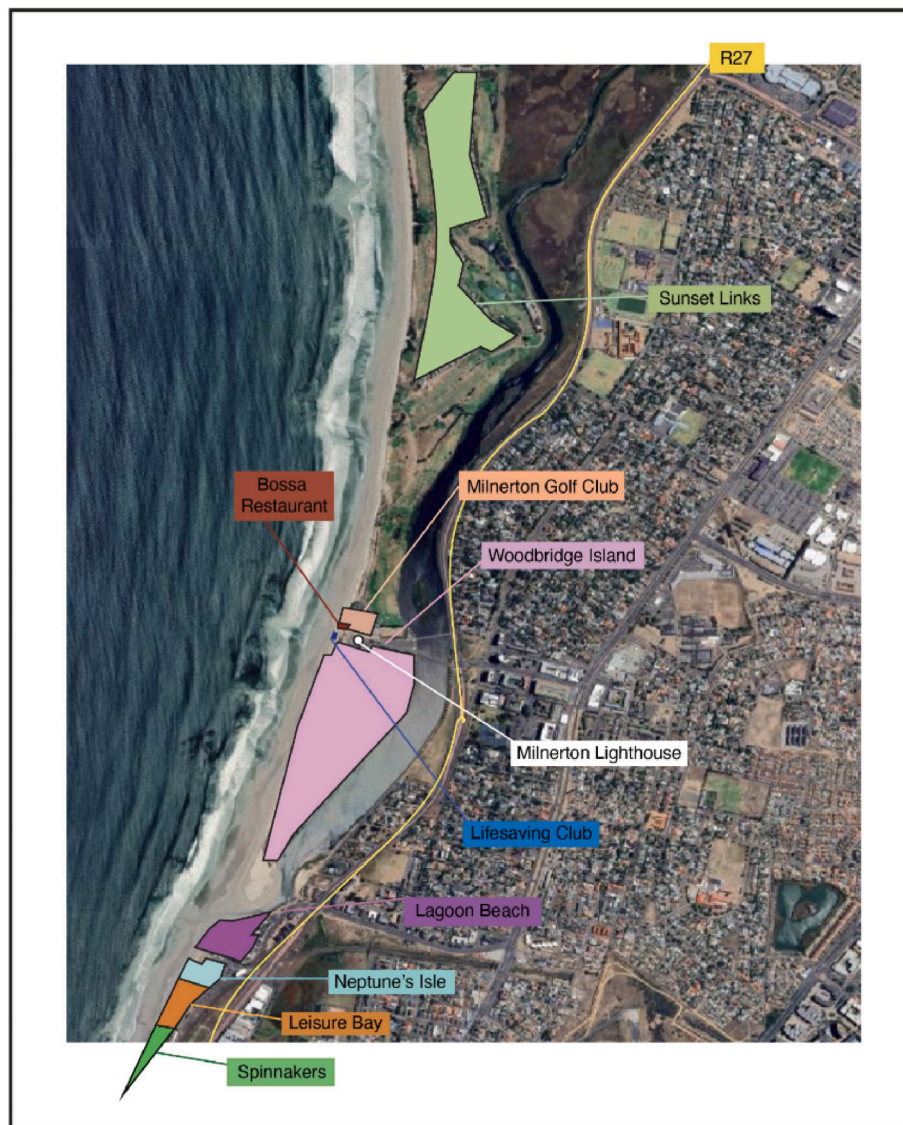 R27
Sunset Links
Bossa
Restaurant
Milnerton Golf Club
Woodbridge Island
Milnerton Lighthouse
Lifesaving Club
Lagoon Beach
Neptune's Isle
Leisure Bay
Spinnakers